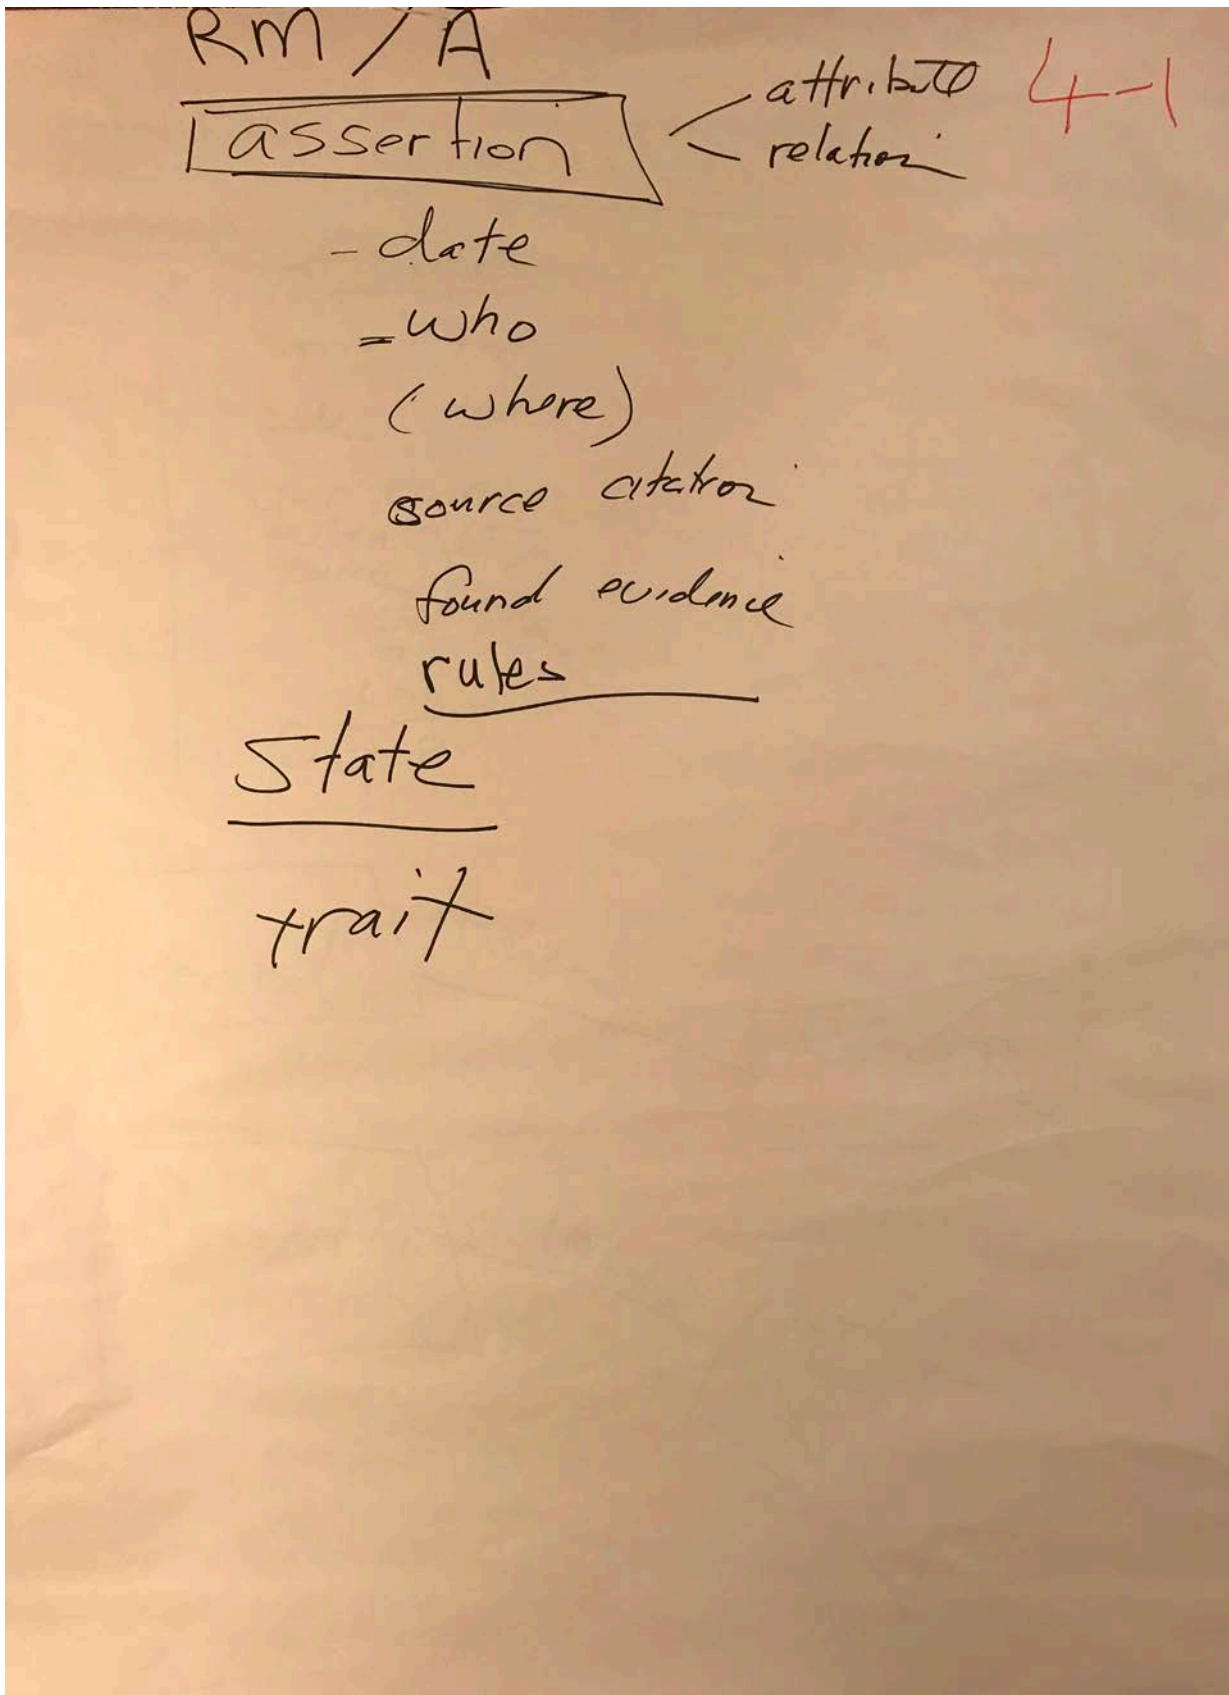 RM / A
attribute 4-1
assertion
relation
- date
= who
(where)
source citation
found evidence
rules
State
trait